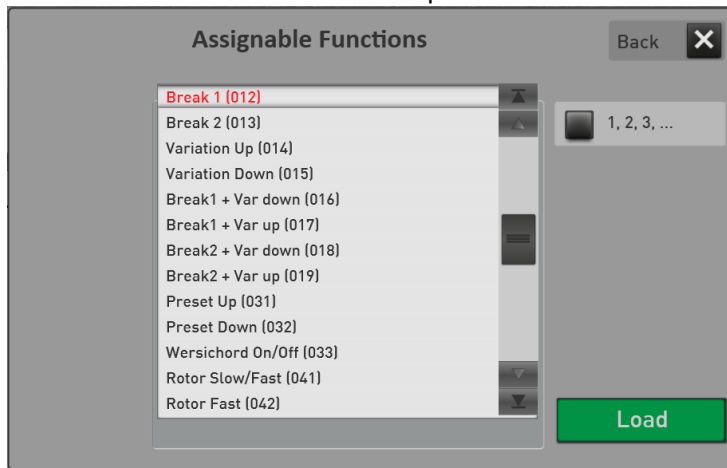 Assignable Functions
Back
Break 1 (012)
Break 2 (013)
1, 2, 3, ...
Variation Up (014)
Variation Down (015)
Break1 + Var down (016)
Break1 + Var up (017)
Break2 + Var down (018)
Break2 + Var up (019)
Preset Up (031)
Preset Down (032)
Wersichord On/Off (033)
Rotor Slow/Fast (041)
Rotor Fast (042)
Load